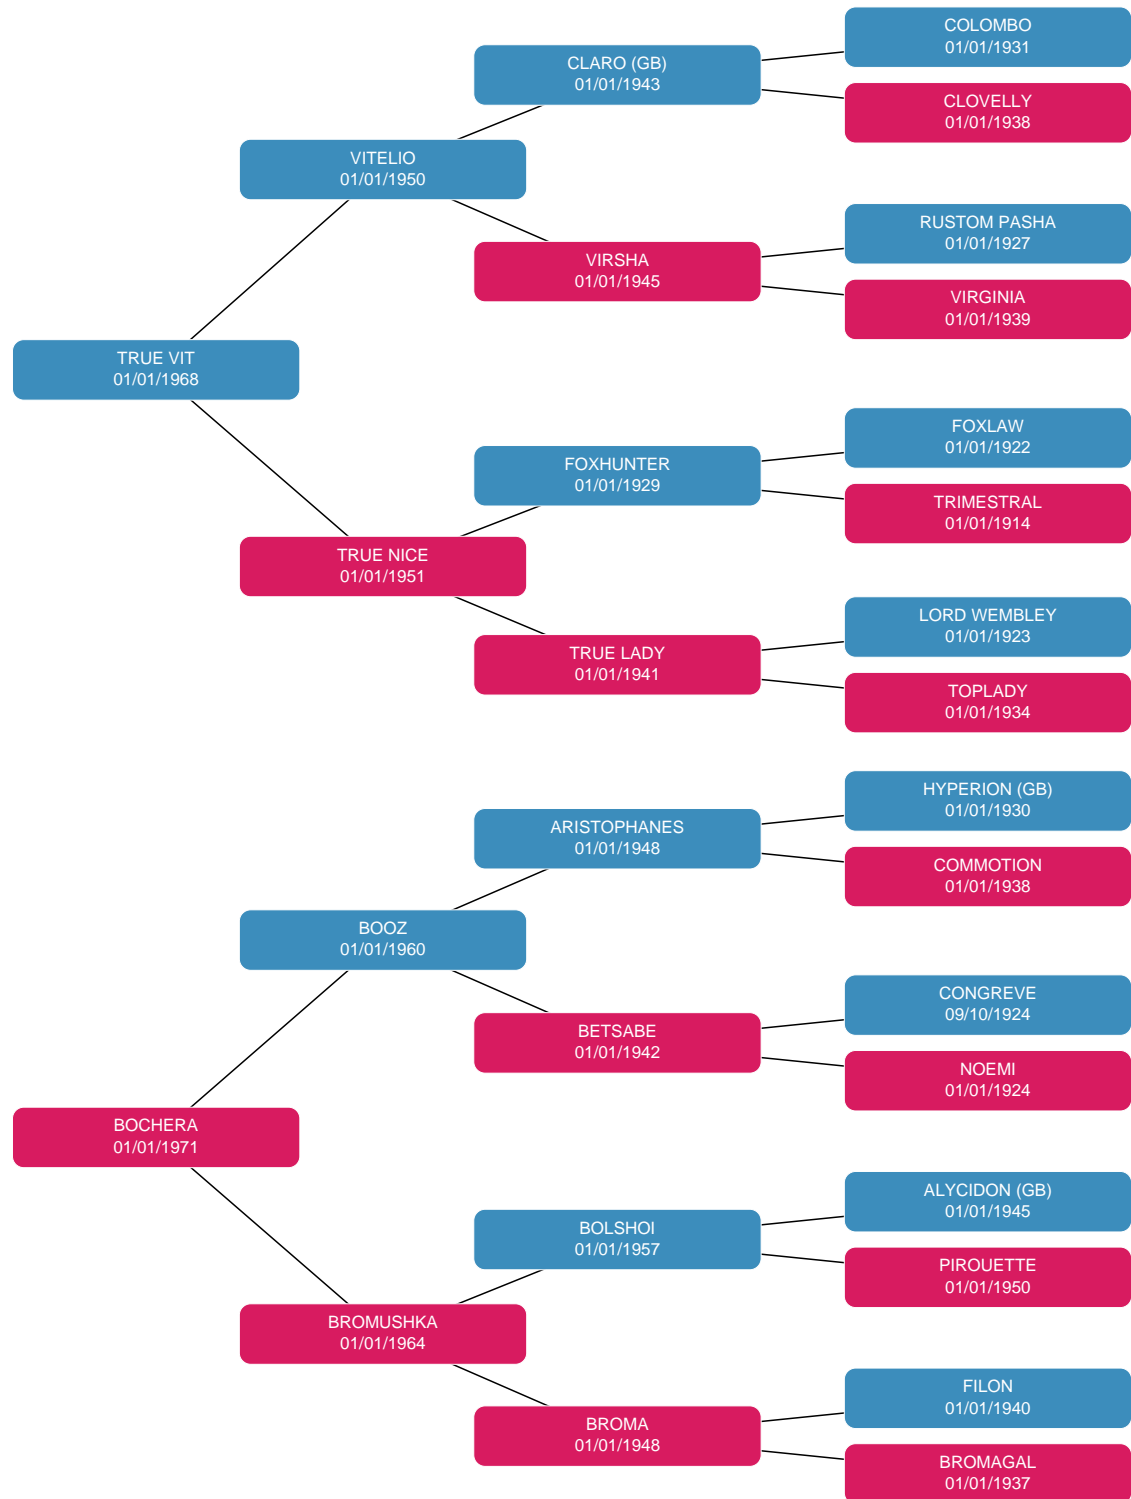 COLOMBO
01/01/1931
CLARO (GB)
01/01/1943
CLOVELLY
01/01/1938
VITELIO
01/01/1950
RUSTOM PASHA
01/01/1927
VIRSHA
01/01/1945
VIRGINIA
01/01/1939
TRUE VIT
01/01/1968
FOXLAW
01/01/1922
FOXHUNTER
01/01/1929
TRIMESTRAL
01/01/1914
TRUE NICE
01/01/1951
LORD WEMBLEY
01/01/1923
TRUE LADY
01/01/1941
TOPLADY
01/01/1934
HYPERION (GB)
01/01/1930
ARISTOPHANES
01/01/1948
COMMOTION
01/01/1938
BOOZ
01/01/1960
CONGREVE
09/10/1924
BETSABE
01/01/1942
NOEMI
01/01/1924
BOCHERA
01/01/1971
ALYCIDON (GB)
01/01/1945
BOLSHOI
01/01/1957
PIROUETTE
01/01/1950
BROMUSHKA
01/01/1964
FILON
01/01/1940
BROMA
01/01/1948
BROMAGAL
01/01/1937